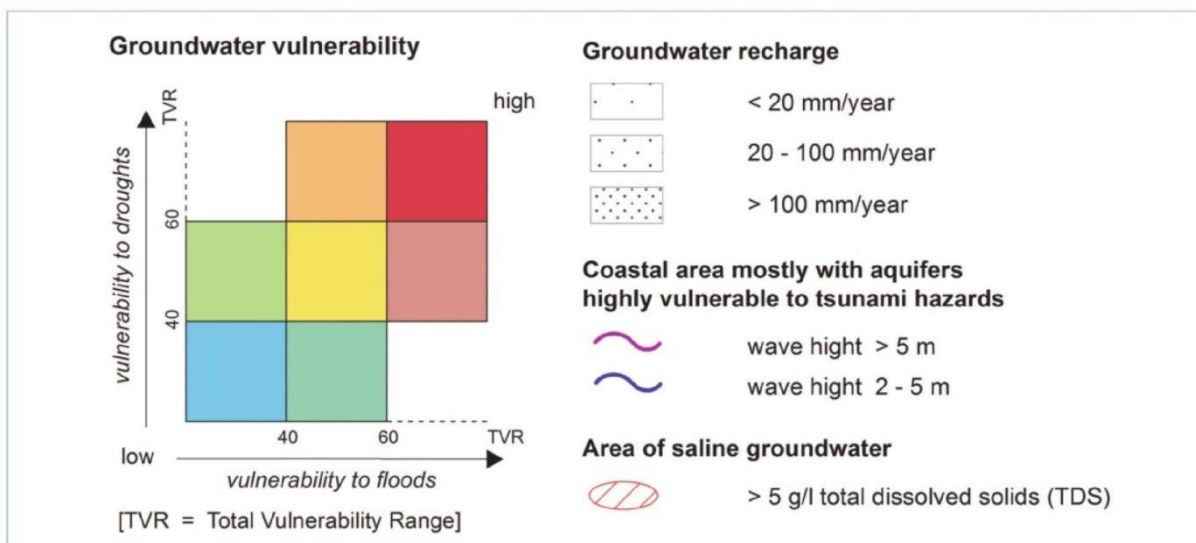 Groundwater vulnerability
TVR
high
vulnerability to droughts
60
40
40
60
TVR
low
vulnerability to floods
[TVR = Total Vulnerability Range]
Groundwater recharge
< 20 mm/year
20 - 100 mm/year
> 100 mm/year
Coastal area mostly with aquifers
highly vulnerable to tsunami hazards
wave hight > 5 m
wave hight 2 - 5 m
Area of saline groundwater
> 5 g/l total dissolved solids (TDS)